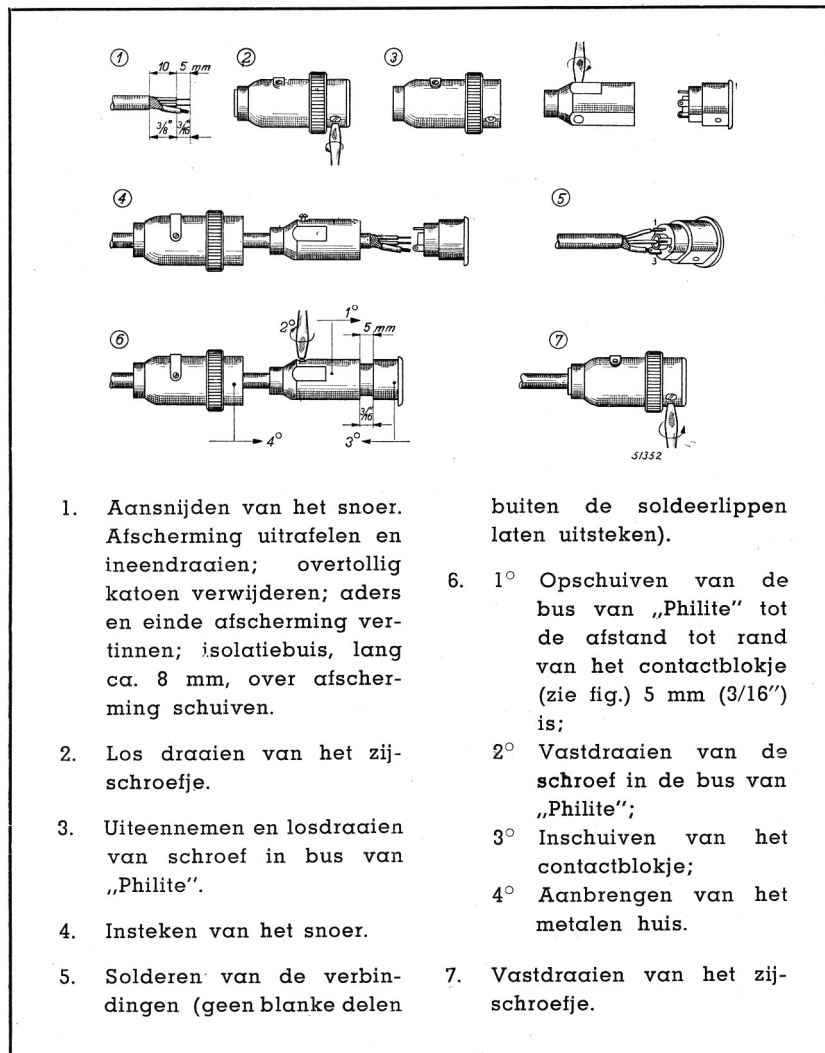 1
10 5 mm
3/8" 3/16"
2
3
4
5
1
3
6
2° 1°
5 mm
3/16"
4° 3°
7
51352
1. Aansnijden van het snoer.
Afscherming uitrafelen en
ineendraaien; overtollig
katoen verwijderen; aders
en einde afscherming ver-
tinnen; isolatiebuis, lang
ca. 8 mm, over afscher-
ming schuiven.
2. Los draaien van het zij-
schroefje.
3. Uiteennemen en losdraaien
van schroef in bus van
„Philite”.
4. Insteken van het snoer.
5. Solderen van de verbin-
dingen (geen blanke delen
buiten de soldeerlippen
laten uitsteken).
6. 1° Opschuiven van de
bus van „Philite” tot
de afstand tot rand
van het contactblokje
(zie fig.) 5 mm (3/16”)
is;
2° Vastdraaien van de
schroef in de bus van
„Philite”;
3° Inschuiven van het
contactblokje;
4° Aanbrengen van het
metalen huis.
7. Vastdraaien van het zij-
schroefje.